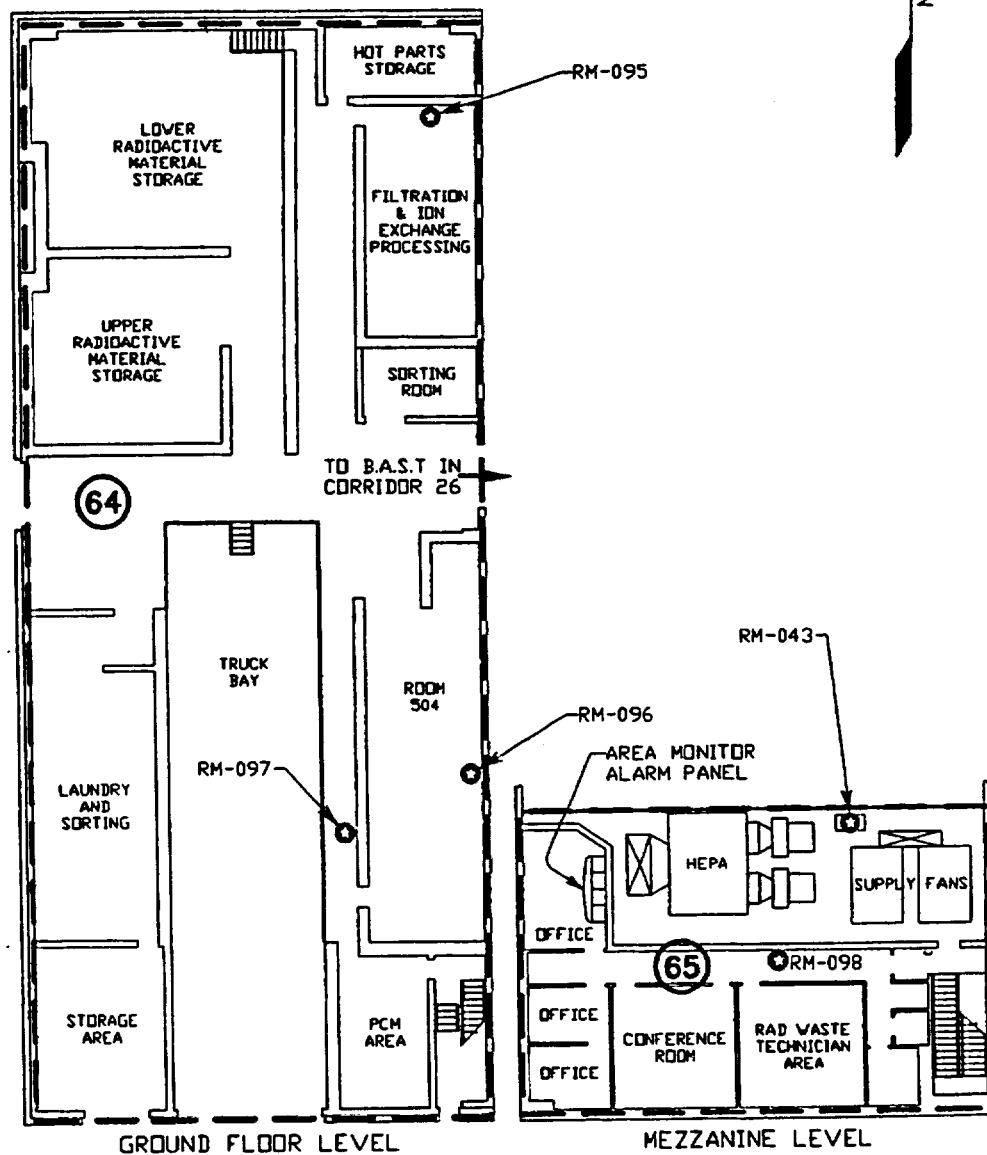 HOT PARTS
STORAGE
RM-095
LOWER
RADIOACTIVE
MATERIAL
STORAGE
FILTRATION
& ION
EXCHANGE
PROCESSING
UPPER
RADIOACTIVE
MATERIAL
STORAGE
SORTING
ROOM
TO B.A.S.T IN
CORRIDOR 26
64
TRUCK
BAY
ROOM
504
RM-096
RM-097
LAUNDRY
AND
SORTING
STORAGE
AREA
PCM
AREA
GROUND FLOOR LEVEL
RM-043
AREA MONITOR
ALARM PANEL
HEPA
SUPPLY FANS
OFFICE
65
RM-098
OFFICE
CONFERENCE
ROOM
RAD WASTE
TECHNICIAN
AREA
OFFICE
MEZZANINE LEVEL